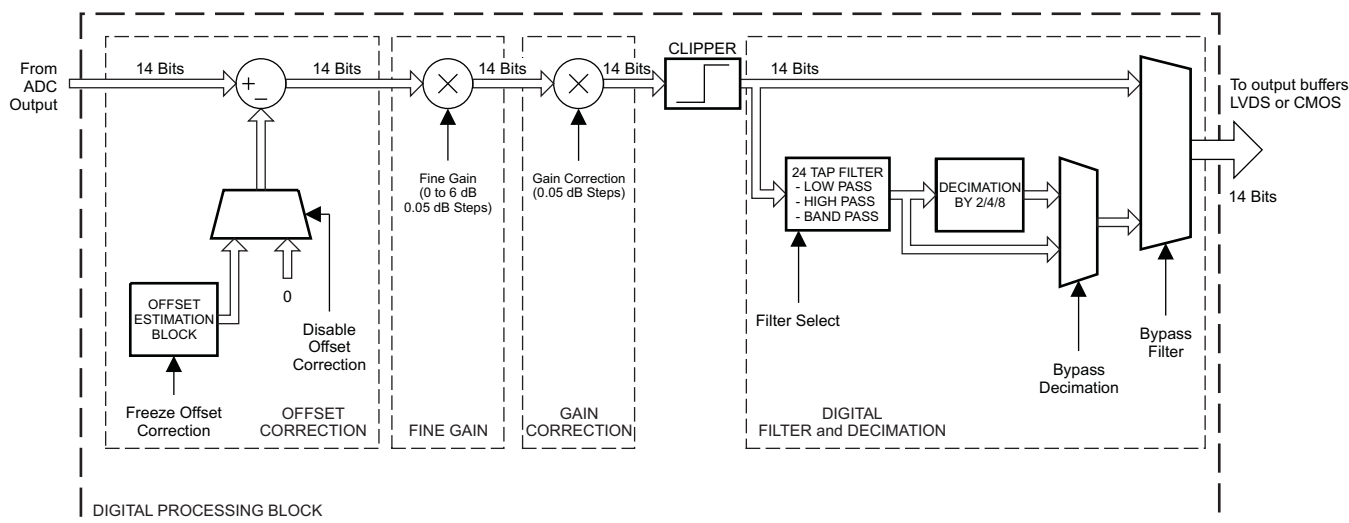 From
ADC
Output
14 Bits
+
−
14 Bits
14 Bits
14 Bits
CLIPPER
14 Bits
To output buffers
LVDS or CMOS
14 Bits
Fine Gain
(0 to 6 dB
0.05 dB Steps)
Gain Correction
(0.05 dB Steps)
24 TAP FILTER
- LOW PASS
- HIGH PASS
- BAND PASS
DECIMATION
BY 2/4/8
0
OFFSET
ESTIMATION
BLOCK
Disable
Offset
Correction
Filter Select
Bypass
Decimation
Bypass
Filter
Freeze Offset
Correction
OFFSET
CORRECTION
FINE GAIN
GAIN
CORRECTION
DIGITAL
FILTER and DECIMATION
DIGITAL PROCESSING BLOCK